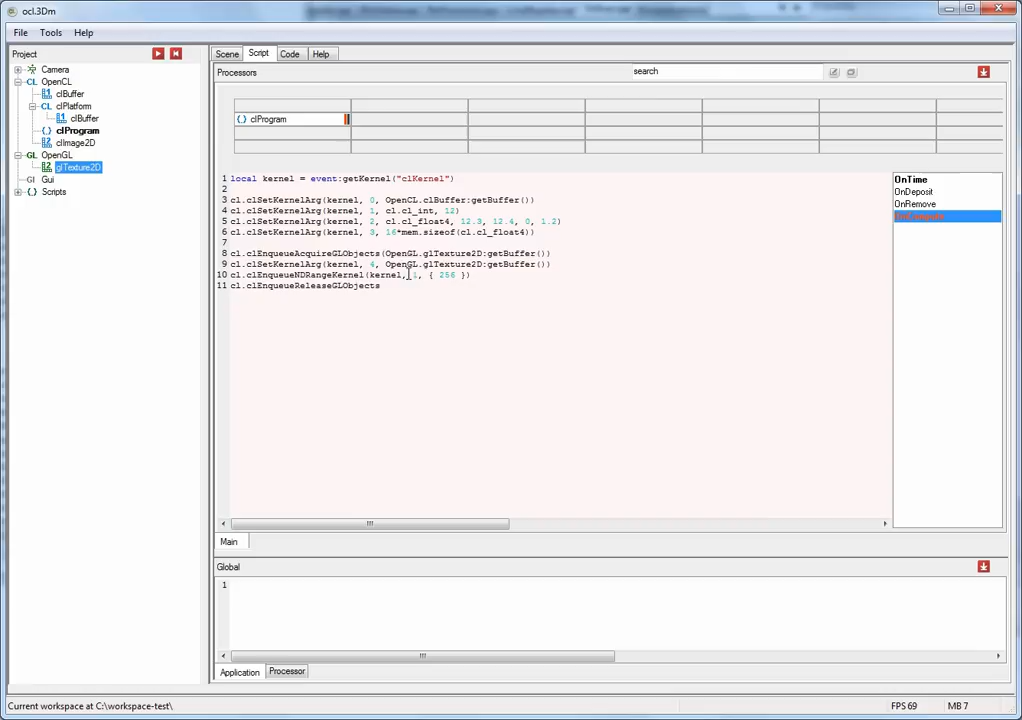 ocl.3Dm
File Tools Help
Project
Camera
CL OpenCL
clBuffer
CL clPlatform
clBuffer
{ } clProgram
clImage2D
GL OpenGL
glTexture2D
GI Gui
{ } Scripts
Scene Script Code Help
Processors search
{ } clProgram
1 local kernel = event:getKernel("clKernel")
2
3 cl.clSetKernelArg(kernel, 0, OpenCL.clBuffer:getBuffer())
4 cl.clSetKernelArg(kernel, 1, cl.cl_int, 12)
5 cl.clSetKernelArg(kernel, 2, cl.cl_float4, 12.3, 12.4, 0, 1.2)
6 cl.clSetKernelArg(kernel, 3, 16*mem.sizeof(cl.cl_float4))
7
8 cl.clEnqueueAcquireGLObjects(OpenGL.glTexture2D:getBuffer())
9 cl.clSetKernelArg(kernel, 4, OpenGL.glTexture2D:getBuffer())
10 cl.clEnqueueNDRangeKernel(kernel, 1, { 256 })
11 cl.clEnqueueReleaseGLObjects
OnTime
OnDeposit
OnRemove
Main
Global
1
Application Processor
Current workspace at C:\workspace-test\ FPS 69 MB 7